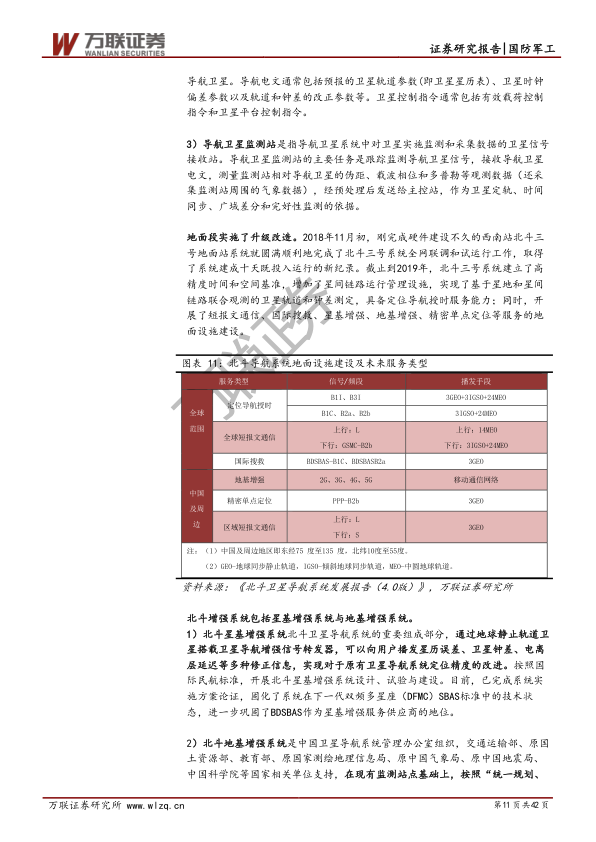 万联证券
WANLIAN SECURITIES
证券研究报告|国防军工
导航卫星。导航电文通常包括预报的卫星轨道参数(即卫星星历表)、卫星时钟
偏差参数以及轨道和钟差的改正参数等。卫星控制指令通常包括有效载荷控制
指令和卫星平台控制指令。
3）导航卫星监测站是指导航卫星系统中对卫星实施监测和采集数据的卫星信号
接收站。导航卫星监测站的主要任务是跟踪监测导航卫星信号，接收导航卫星
电文，测量监测站相对导航卫星的伪距、载波相位和多普勒等观测数据（还采
集监测站周围的气象数据），经预处理后发送给主控站，作为卫星定轨、时间
同步、广域差分和完好性监测的依据。
地面段实施了升级改造。2018年11月初，刚完成硬件建设不久的西南站北斗三
号地面站系统就圆满顺利地完成了北斗三号系统全网联调和试运行工作，取得
了系统建成十天既投入运行的新纪录。截止到2019年，北斗三号系统建立了高
精度时间和空间基准，增加了星间链路运行管理设施，实现了基于星地和星间
链路联合观测的卫星轨道和钟差测定，具备定位导航授时服务能力；同时，开
展了短报文通信、国际搜救、星基增强、地基增强、精密单点定位等服务的地
面设施建设。
图表 11：北斗导航系统地面设施建设及未来服务类型
服务类型 信号/频段 播发手段
全球范围 定位导航授时 B1I、B3I 3GEO+3IGSO+24MEO
B1C、B2a、B2b 3IGSO+24MEO
全球短报文通信 上行：L 上行：14MEO
下行：GSMC-B2b 下行：3IGSO+24MEO
国际搜救 BDSBAS-B1C、BDSBASB2a 3GEO
中国及周边 地基增强 2G、3G、4G、5G 移动通信网络
精密单点定位 PPP-B2b 3GEO
区域短报文通信 上行：L 3GEO
下行：S
注：（1）中国及周边地区即东经75 度至135 度，北纬10度至55度。
（2）GEO-地球同步静止轨道，IGSO-倾斜地球同步轨道，MEO-中圆地球轨道。
资料来源：《北斗卫星导航系统发展报告（4.0版）》，万联证券研究所
北斗增强系统包括星基增强系统与地基增强系统。
1）北斗星基增强系统北斗卫星导航系统的重要组成部分，通过地球静止轨道卫
星搭载卫星导航增强信号转发器，可以向用户播发星历误差、卫星钟差、电离
层延迟等多种修正信息，实现对于原有卫星导航系统定位精度的改进。按照国
际民航标准，开展北斗星基增强系统设计、试验与建设。目前，已完成系统实
施方案论证，固化了系统在下一代双频多星座（DFMC）SBAS标准中的技术状
态，进一步巩固了BDSBAS作为星基增强服务供应商的地位。
2）北斗地基增强系统是中国卫星导航系统管理办公室组织，交通运输部、原国
土资源部、教育部、原国家测绘地理信息局、原中国气象局、原中国地震局、
中国科学院等国家相关单位支持，在现有监测站点基础上，按照“统一规划、
万联证券研究所 www.wlzq.cn
第11页共42页
万联证券